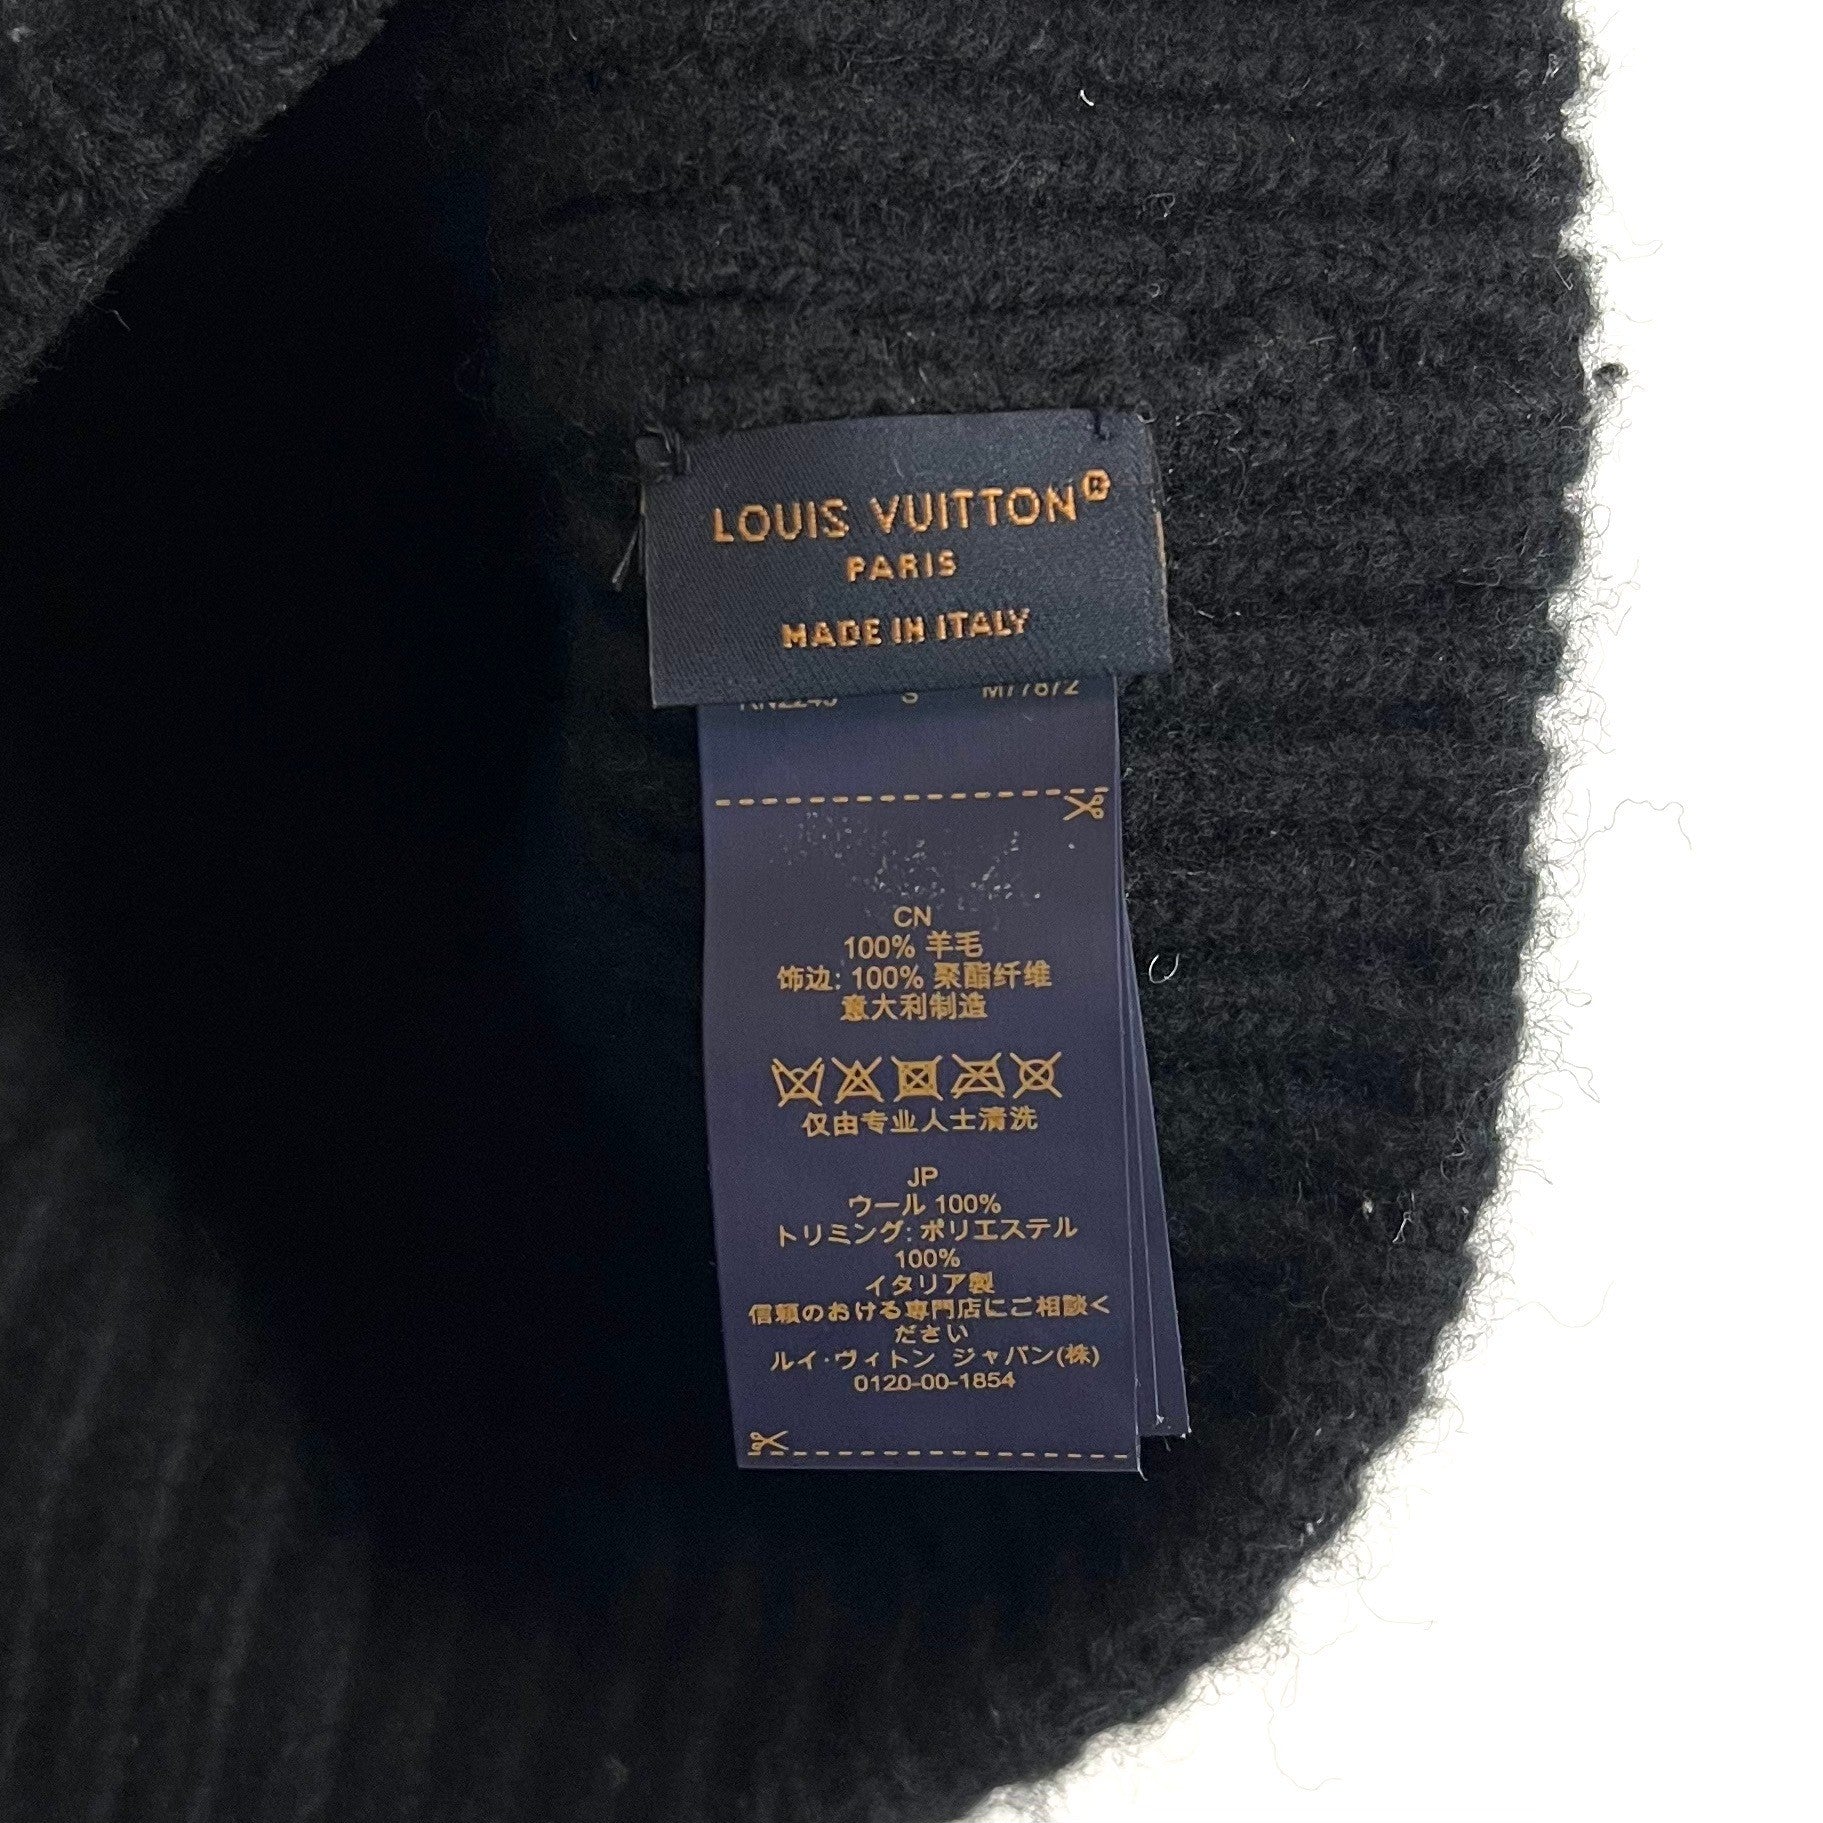 LOUIS VUITTON®
PARIS
MADE IN ITALY
S M77872
CN
100% 羊毛
饰边: 100% 聚酯纤维
意大利制造
仅由专业人士清洗
JP
ウール 100%
トリミング: ポリエステル
100%
イタリア製
信頼のおける専門店にご相談く
ださい
ルイ・ヴィトン ジャパン(株)
0120-00-1854